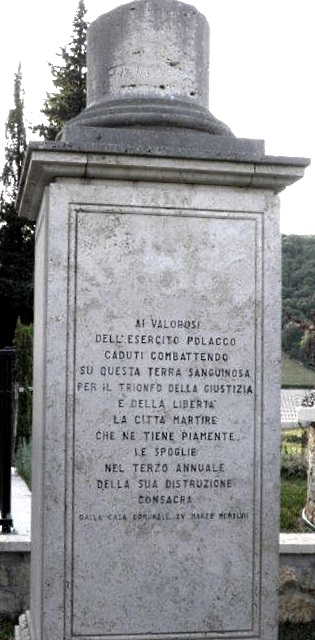 AI VALOROSI
DELL'ESERCITO POLACCO
CADUTI COMBATTENDO
SU QUESTA TERRA SANGUINOSA
PER IL TRIONFO DELLA GIUSTIZIA
E DELLA LIBERTA'
LA CITTA MARTIRE
CHE NE TIENE PIAMENTE
LE SPOGLIE
NEL TERZO ANNUALE
DELLA SUA DISTRUZIONE
CONSACRA
DALLA CASA COMUNALE, XV MARZO MCMXLVII